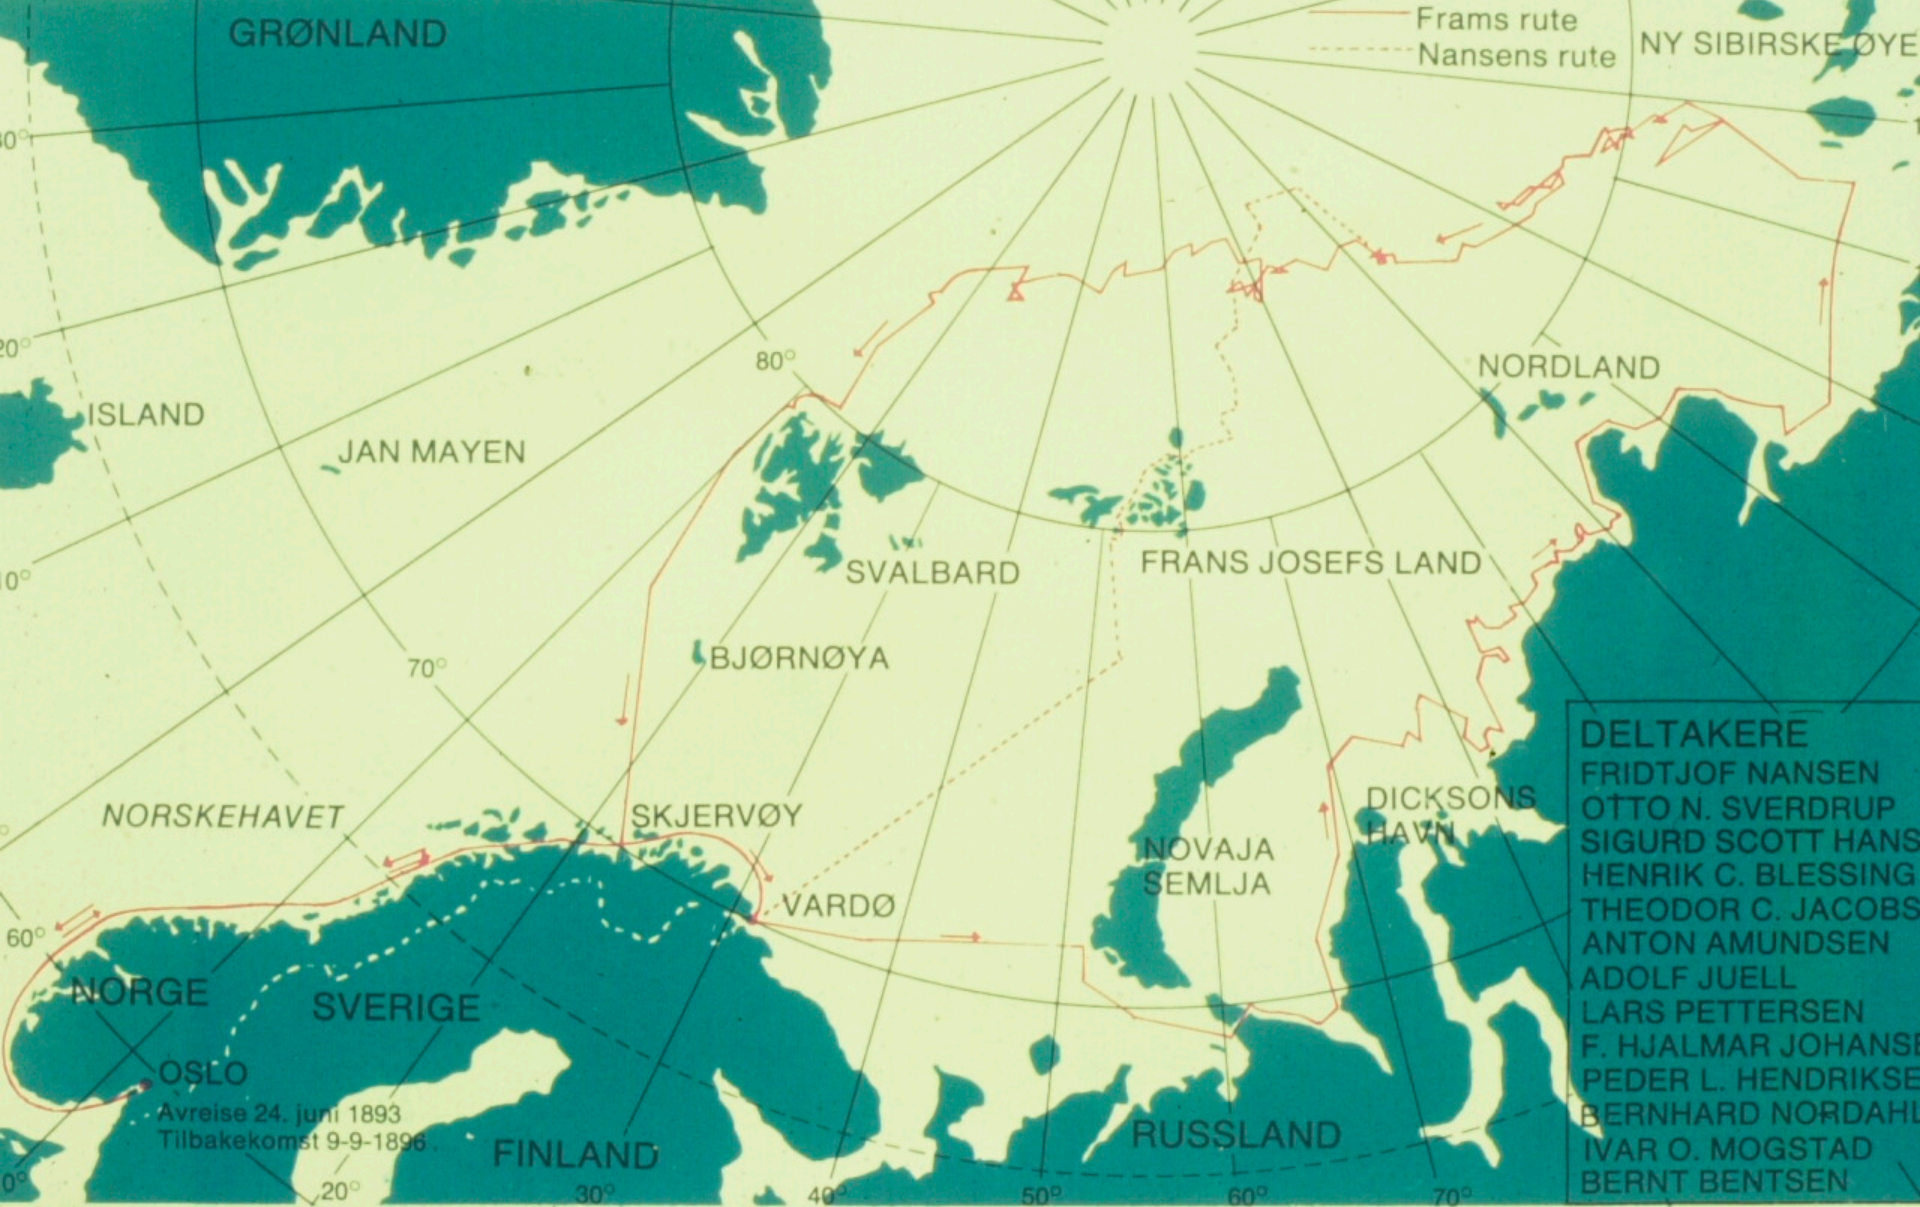 GRØNLAND
Frams rute
Nansens rute
NY SIBIRSKE ØYE
80°
20°
ISLAND
JAN MAYEN
NORDLAND
10°
SVALBARD
FRANS JOSEFS LAND
BJØRNØYA
70°
NORSKEHAVET
SKJERVØY
DICKSONS
HAVN
NOVAJA
SEMLJA
VARDØ
60°
NORGE
SVERIGE
OSLO
Avreise 24. juni 1893
Tilbakekomst 9-9-1896
FINLAND
RUSSLAND
0°
20°
30°
40°
50°
60°
70°
DELTAKERE
FRIDTJOF NANSEN
OTTO N. SVERDRUP
SIGURD SCOTT HANS
HENRIK C. BLESSING
THEODOR C. JACOBS
ANTON AMUNDSEN
ADOLF JUELL
LARS PETTERSEN
F. HJALMAR JOHANSE
PEDER L. HENDRIKSE
BERNHARD NORDAHL
IVAR O. MOGSTAD
BERNT BENTSEN